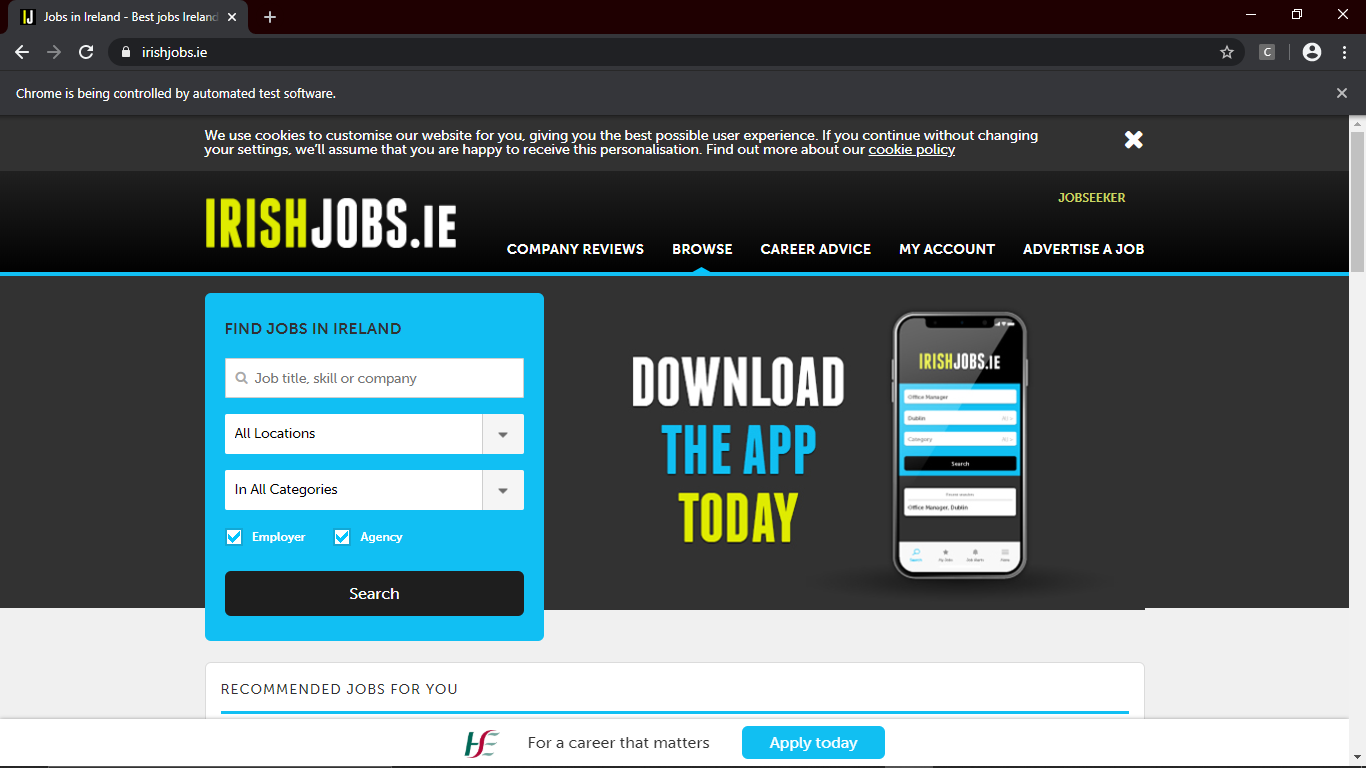 Jobs in Ireland - Best jobs Ireland
irishjobs.ie
C
Chrome is being controlled by automated test software.
We use cookies to customise our website for you, giving you the best possible user experience. If you continue without changing
your settings, we'll assume that you are happy to receive this personalisation. Find out more about our cookie policy
JOBSEEKER
IRISHJOBS.IE
COMPANY REVIEWS BROWSE CAREER ADVICE MY ACCOUNT ADVERTISE A JOB
FIND JOBS IN IRELAND
Job title, skill or company
All Locations
In All Categories
Employer Agency
Search
DOWNLOAD
THE APP
TODAY
IRISHJOBS.IE
Office Manager
Dublin
Category
Search
Office Manager, Dublin
RECOMMENDED JOBS FOR YOU
HSE For a career that matters Apply today